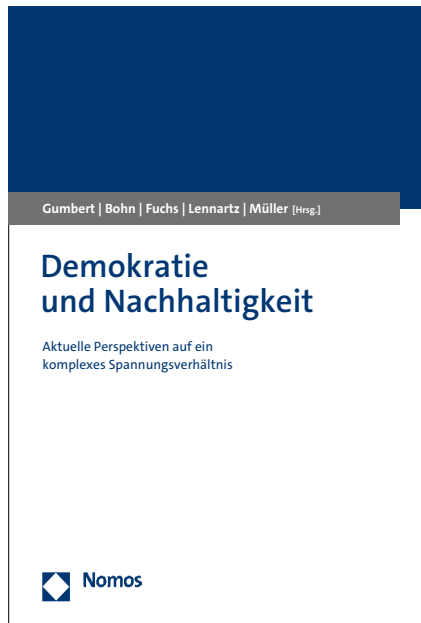 Gumbert | Bohn | Fuchs | Lennartz | Müller [Hrsg.]
Demokratie
und Nachhaltigkeit
Aktuelle Perspektiven auf ein
komplexes Spannungsverhältnis
Nomos